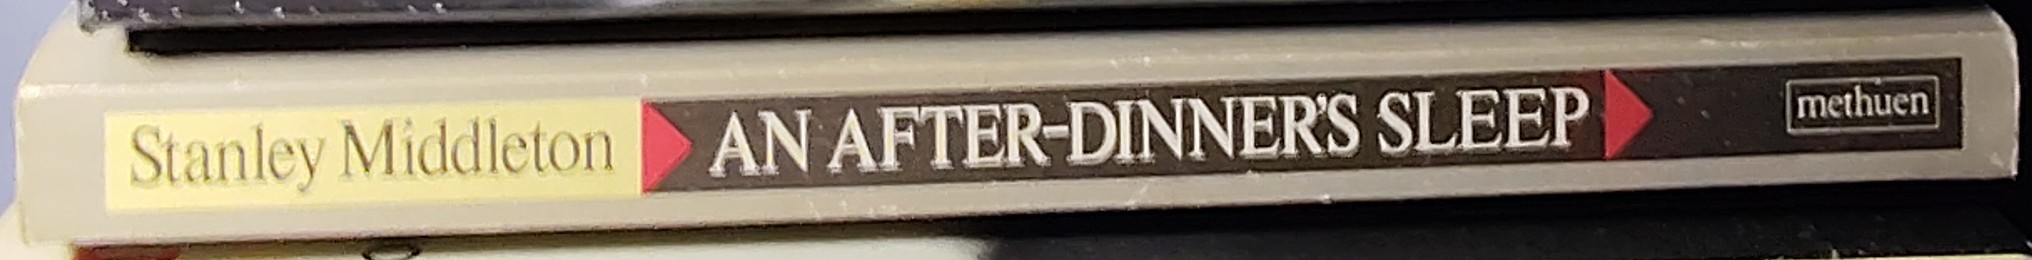 Stanley Middleton AN AFTER-DINNER'S SLEEP methuen